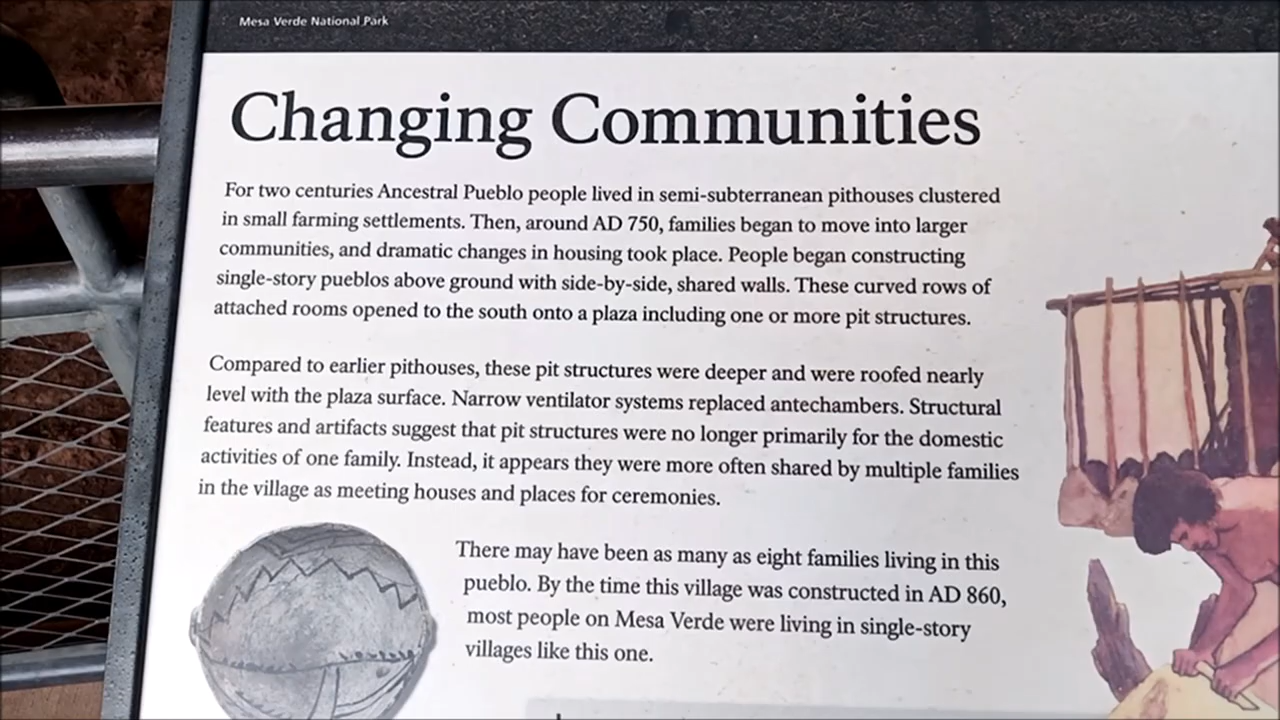 Mesa Verde National Park
Changing Communities
For two centuries Ancestral Pueblo people lived in semi-subterranean pithouses clustered
in small farming settlements. Then, around AD 750, families began to move into larger
communities, and dramatic changes in housing took place. People began constructing
single-story pueblos above ground with side-by-side, shared walls. These curved rows of
attached rooms opened to the south onto a plaza including one or more pit structures.
Compared to earlier pithouses, these pit structures were deeper and were roofed nearly
level with the plaza surface. Narrow ventilator systems replaced antechambers. Structural
features and artifacts suggest that pit structures were no longer primarily for the domestic
activities of one family. Instead, it appears they were more often shared by multiple families
in the village as meeting houses and places for ceremonies.
There may have been as many as eight families living in this
pueblo. By the time this village was constructed in AD 860,
most people on Mesa Verde were living in single-story
villages like this one.